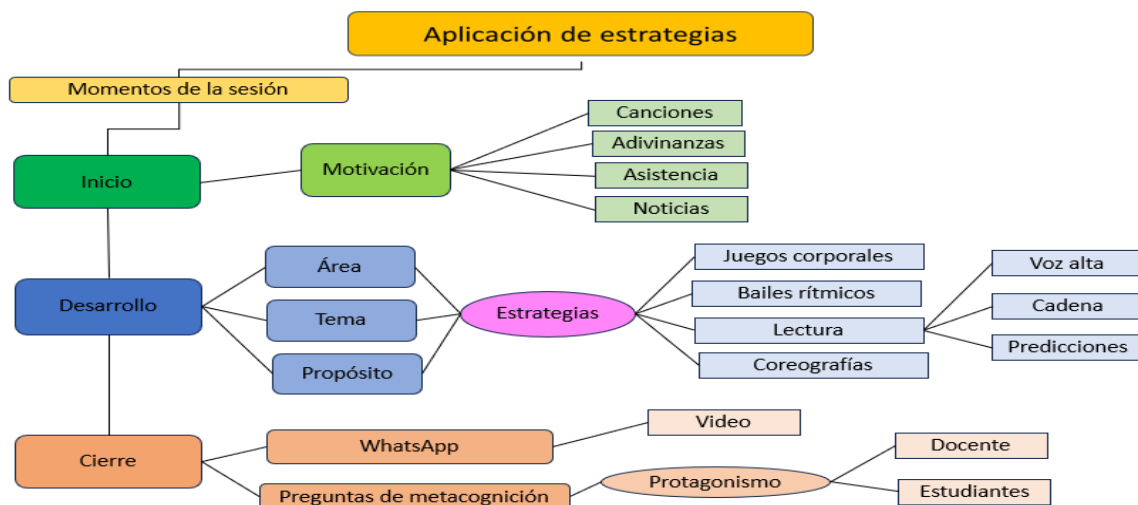 Aplicación de estrategias
Momentos de la sesión
Inicio
Motivación
Canciones
Adivinanzas
Asistencia
Noticias
Desarrollo
Área
Tema
Propósito
Estrategias
Juegos corporales
Bailes rítmicos
Lectura
Coreografías
Voz alta
Cadena
Predicciones
Cierre
WhatsApp
Video
Preguntas de metacognición
Protagonismo
Docente
Estudiantes